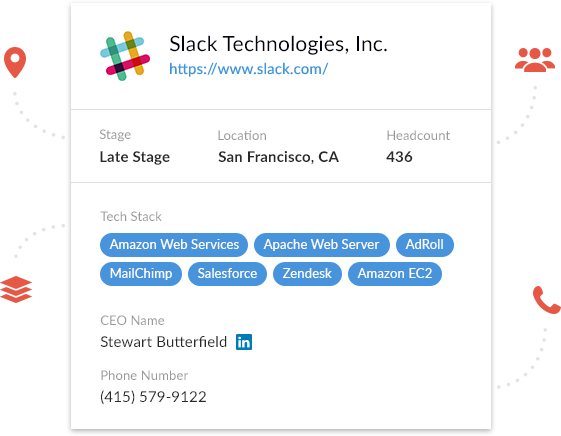 Slack Technologies, Inc.
https://www.slack.com/
Stage Location Headcount
Late Stage San Francisco, CA 436
Tech Stack
Amazon Web Services Apache Web Server AdRoll
MailChimp Salesforce Zendesk Amazon EC2
CEO Name
Stewart Butterfield in
Phone Number
(415) 579-9122